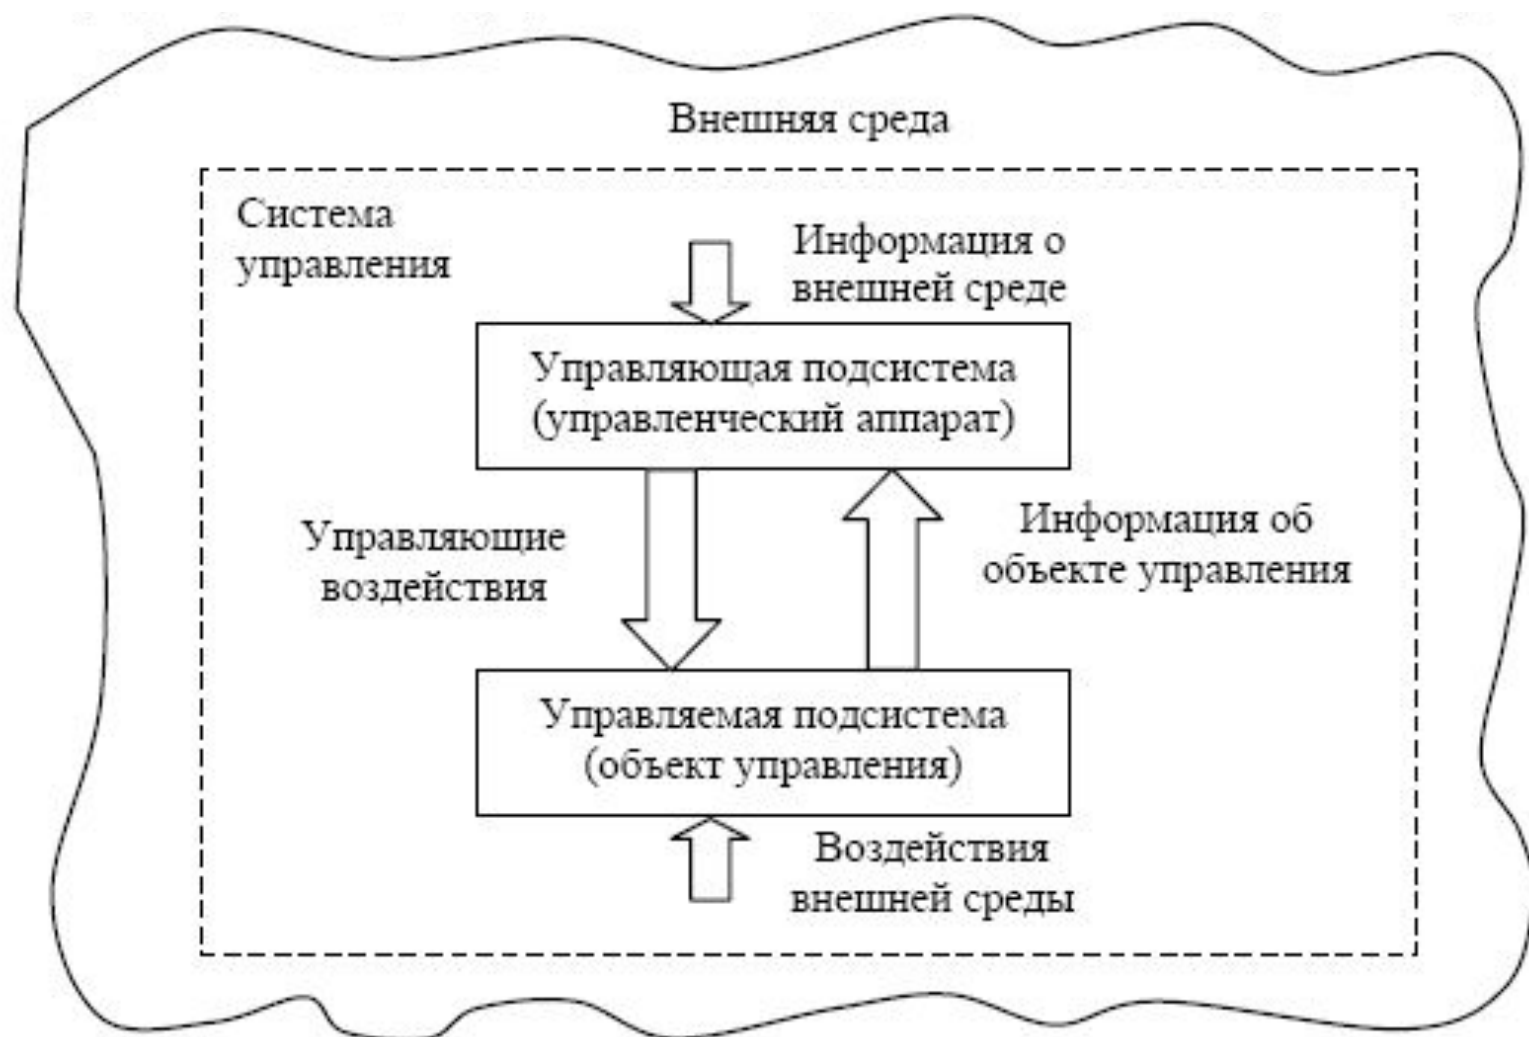 Внешняя среда
Система
управления
Информация о
внешней среде
Управляющая подсистема
(управленческий аппарат)
Управляющие
воздействия
Информация об
объекте управления
Управляемая подсистема
(объект управления)
Воздействия
внешней среды